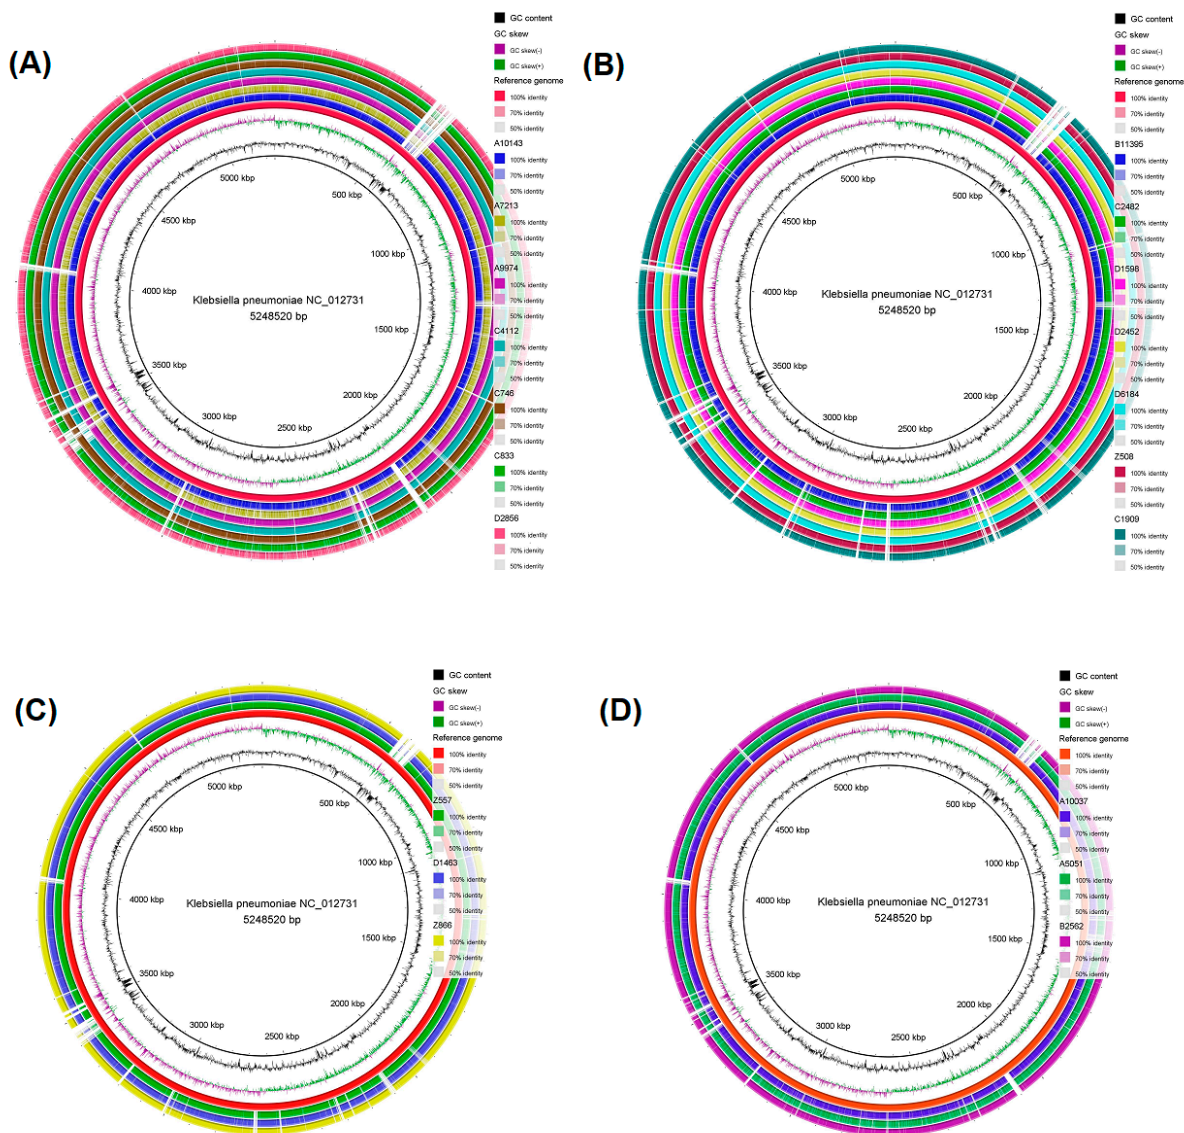 (A)
5000 kbp
500 kbp
4500 kbp
1000 kbp
4000 kbp
Klebsiella pneumoniae NC_012731
5248520 bp
1500 kbp
3500 kbp
2000 kbp
3000 kbp
2500 kbp
GC content
GC skew
GC skew(-)
GC skew(+)
Reference genome
100% identity
70% identity
50% identity
A10143
100% identity
70% identity
50% identity
A7213
100% identity
70% identity
50% identity
A9974
100% identity
70% identity
50% identity
C4112
100% identity
70% identity
50% identity
C746
100% identity
70% identity
50% identity
C833
100% identity
70% identity
50% identity
D2856
100% identity
70% identity
50% identity
(B)
5000 kbp
500 kbp
4500 kbp
1000 kbp
4000 kbp
Klebsiella pneumoniae NC_012731
5248520 bp
1500 kbp
3500 kbp
2000 kbp
3000 kbp
2500 kbp
GC content
GC skew
GC skew(-)
GC skew(+)
Reference genome
100% identity
70% identity
50% identity
B11395
100% identity
70% identity
50% identity
C2482
100% identity
70% identity
50% identity
D1598
100% identity
70% identity
50% identity
D2452
100% identity
70% identity
50% identity
D6184
100% identity
70% identity
50% identity
Z508
100% identity
70% identity
50% identity
C1909
100% identity
70% identity
50% identity
(C)
5000 kbp
500 kbp
4500 kbp
1000 kbp
4000 kbp
Klebsiella pneumoniae NC_012731
5248520 bp
1500 kbp
3500 kbp
2000 kbp
3000 kbp
2500 kbp
GC content
GC skew
GC skew(-)
GC skew(+)
Reference genome
100% identity
70% identity
50% identity
Z557
100% identity
70% identity
50% identity
D1463
100% identity
70% identity
50% identity
Z866
100% identity
70% identity
50% identity
(D)
5000 kbp
500 kbp
4500 kbp
1000 kbp
4000 kbp
Klebsiella pneumoniae NC_012731
5248520 bp
1500 kbp
3500 kbp
2000 kbp
3000 kbp
2500 kbp
GC content
GC skew
GC skew(-)
GC skew(+)
Reference genome
100% identity
70% identity
50% identity
A10037
100% identity
70% identity
50% identity
A5051
100% identity
70% identity
50% identity
B2562
100% identity
70% identity
50% identity